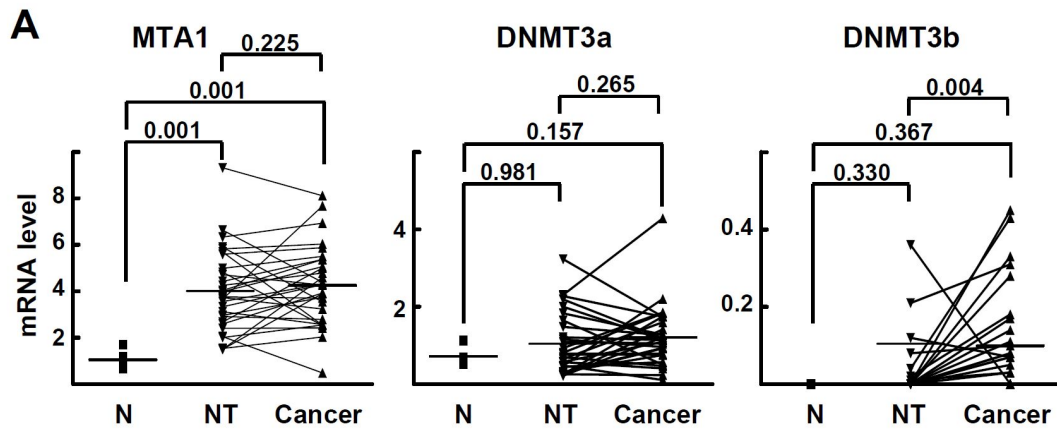 A
MTA1
DNMT3a
DNMT3b
0.225
0.001
0.001
0.265
0.157
0.981
0.004
0.367
0.330
mRNA level
8
6
4
2
4
2
0.4
0.2
N NT Cancer
N NT Cancer
N NT Cancer